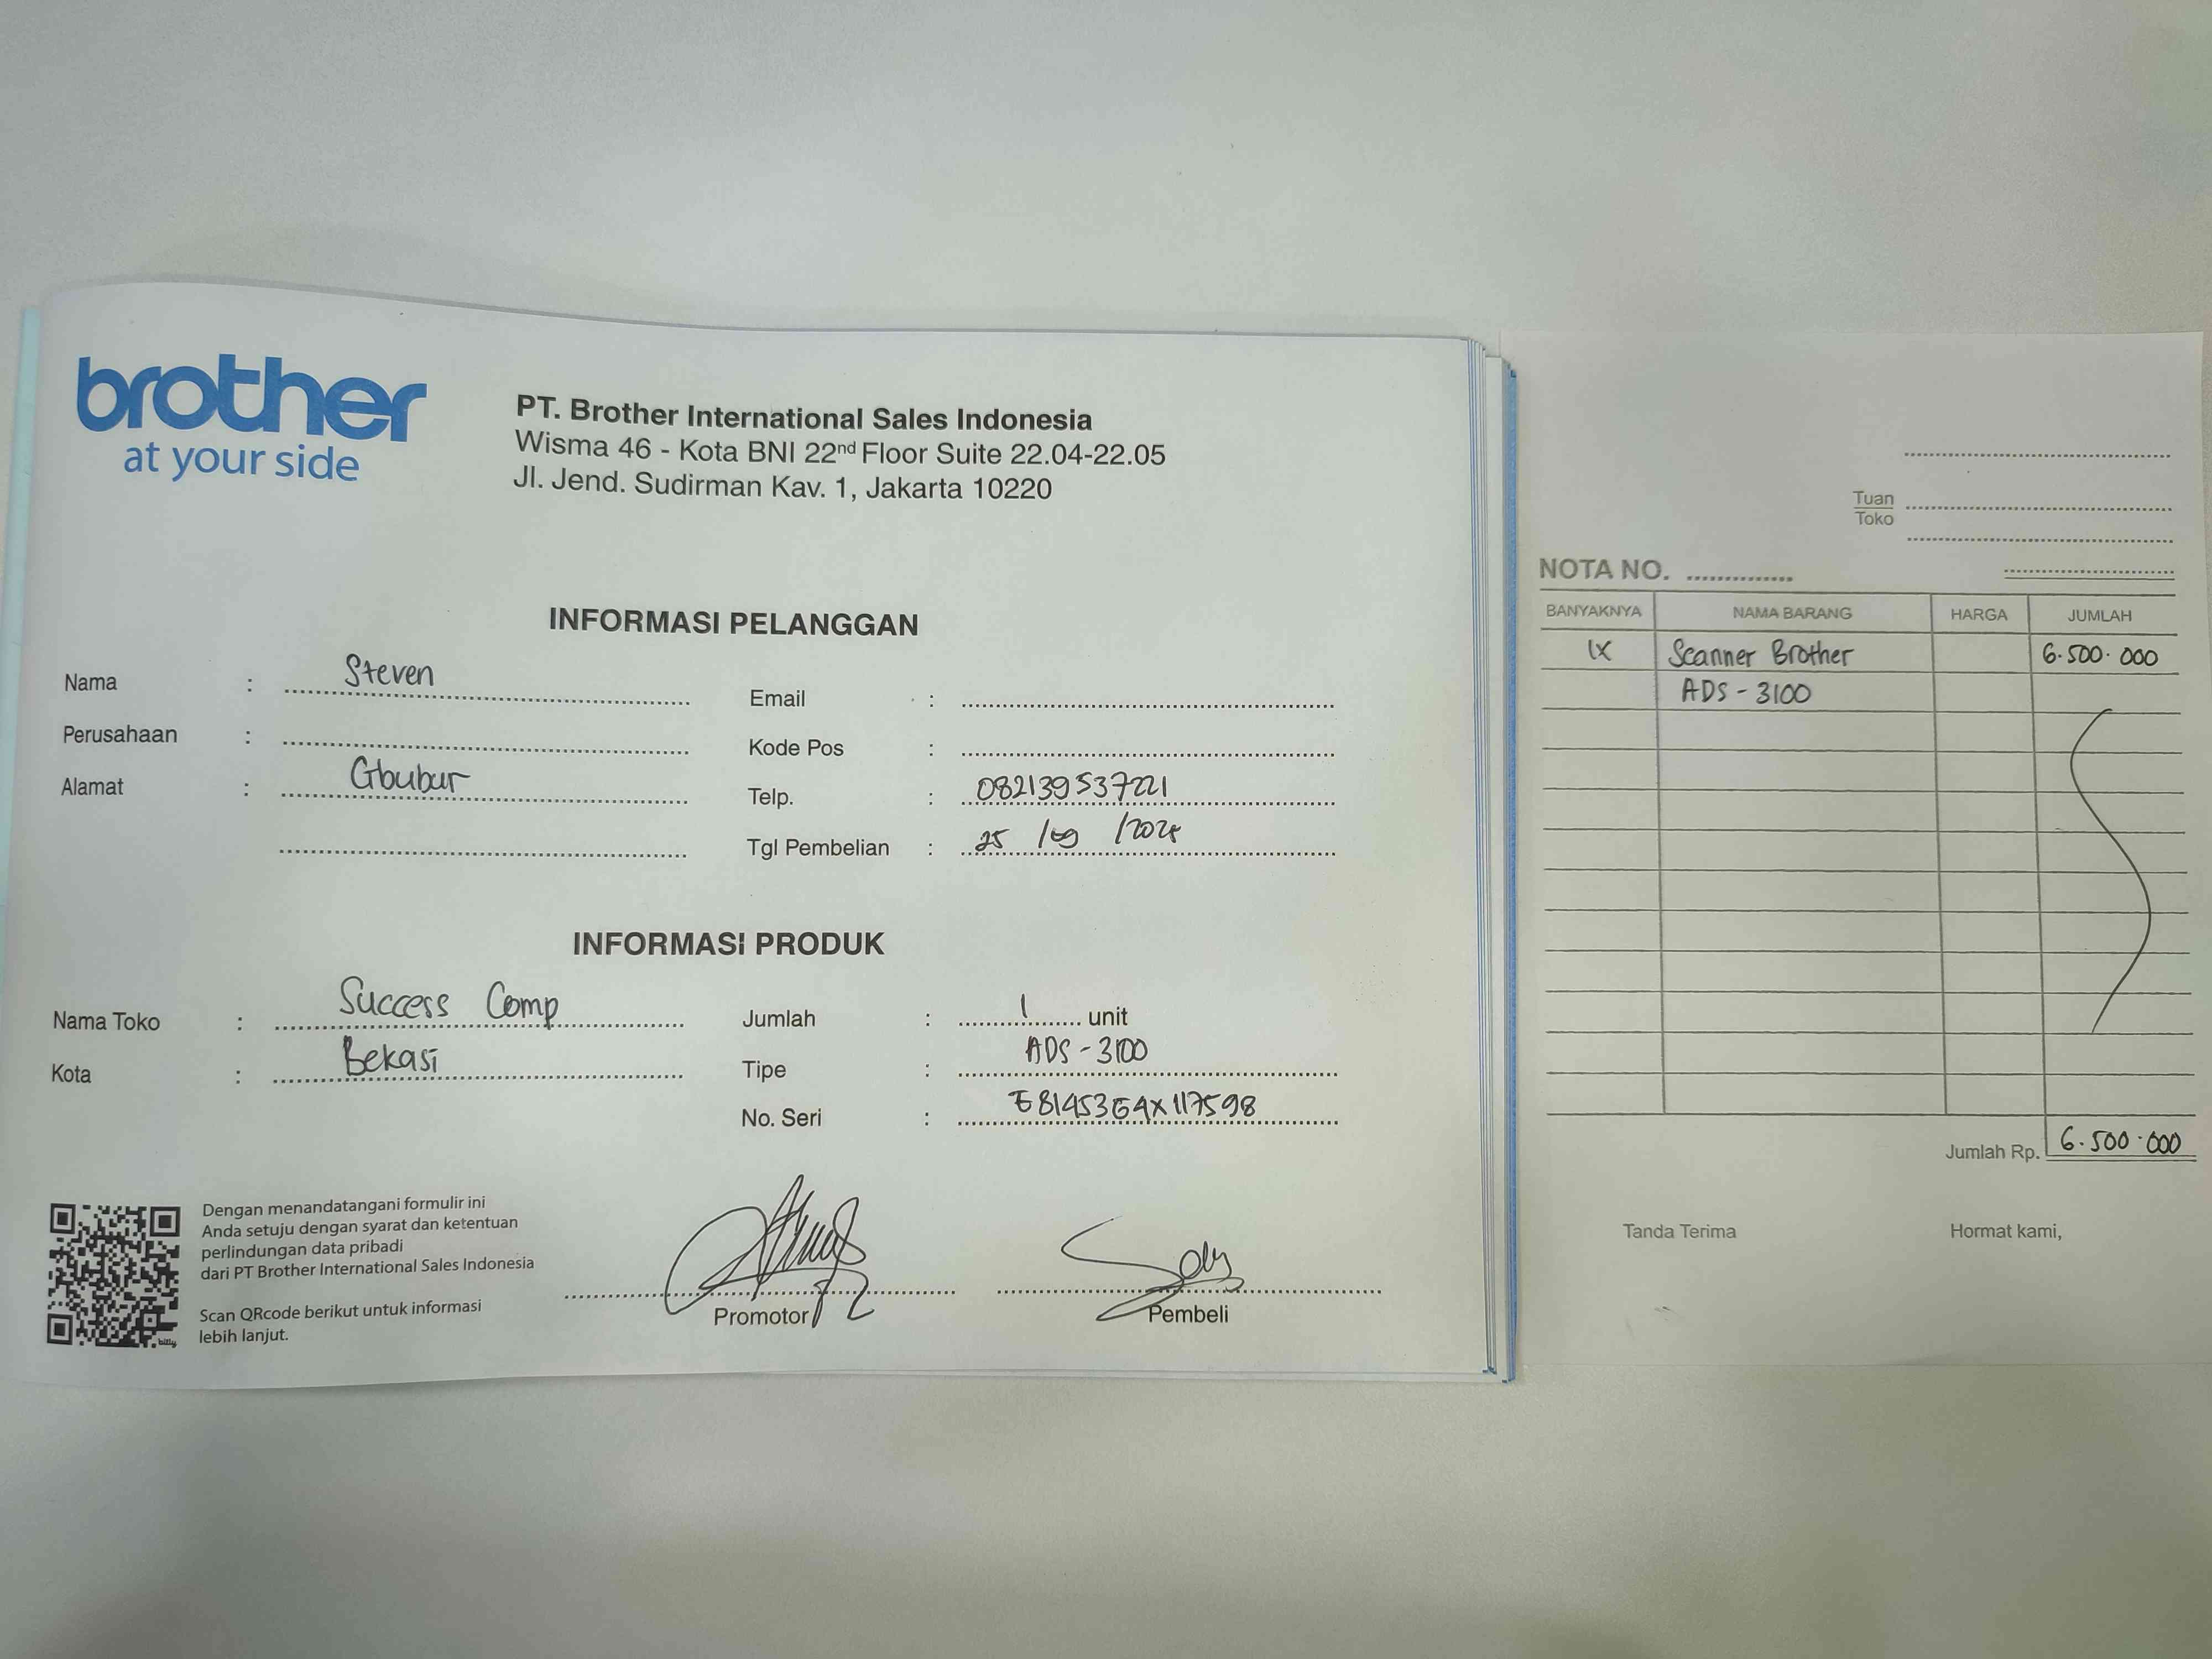 brother
at your side
PT. Brother International Sales Indonesia
Wisma 46 - Kota BNI 22nd Floor Suite 22.04-22.05
Jl. Jend. Sudirman Kav. 1, Jakarta 10220
INFORMASI PELANGGAN
Nama : Steven
Perusahaan :
Alamat : Cibubur
Email :
Kode Pos :
Telp. : 082139537221
Tgl Pembelian : 25 /09 /2025
INFORMASI PRODUK
Nama Toko : Success Comp
Kota : Bekasi
Jumlah : 1 unit
Tipe : ADS-3100
No. Seri : E81453G4X117598
Dengan menandatangani formulir ini
Anda setuju dengan syarat dan ketentuan
perlindungan data pribadi
dari PT Brother International Sales Indonesia
Scan QRcode berikut untuk informasi
lebih lanjut.
bitly
Promotor
Pembeli
Tuan
Toko
NOTA NO.
BANYAKNYA NAMA BARANG HARGA JUMLAH
1X Scanner Brother 6.500.000
ADS-3100
Jumlah Rp. 6.500.000
Tanda Terima Hormat kami,